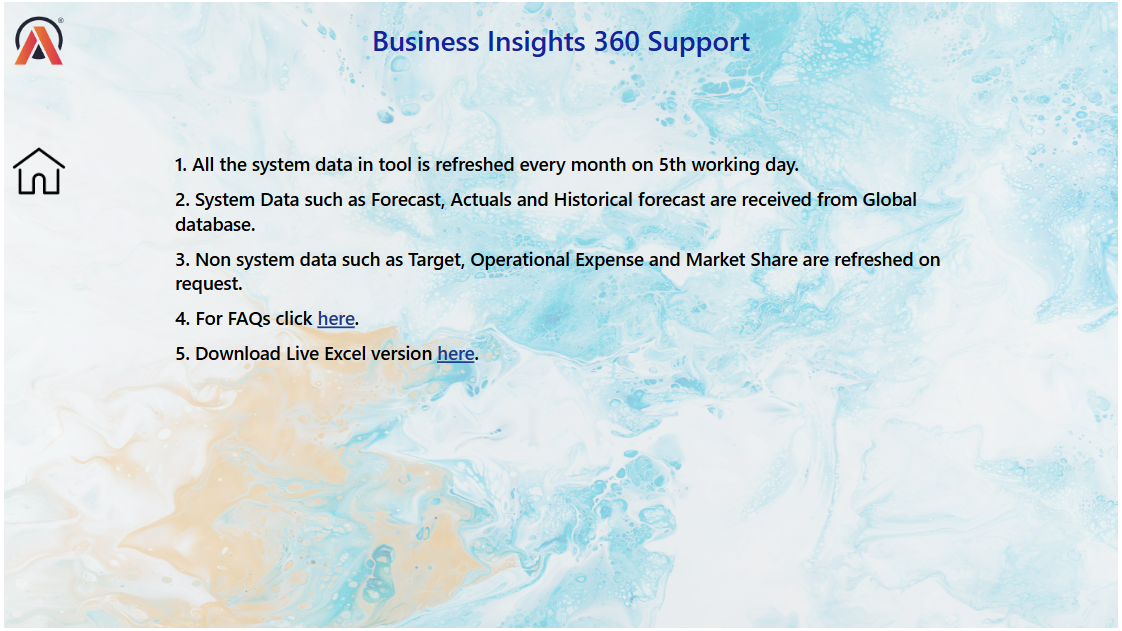 ®
Business Insights 360 Support
1. All the system data in tool is refreshed every month on 5th working day.
2. System Data such as Forecast, Actuals and Historical forecast are received from Global
database.
3. Non system data such as Target, Operational Expense and Market Share are refreshed on
request.
4. For FAQs click here.
5. Download Live Excel version here.